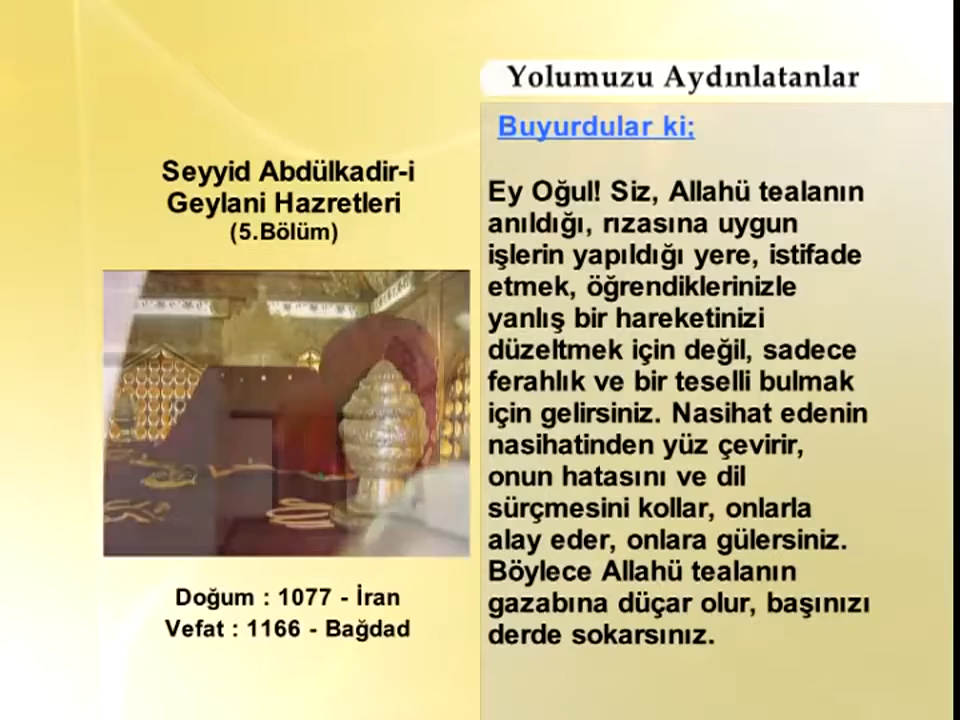 Yolumuzu Aydınlatanlar
Seyyid Abdülkadir-i
Geylani Hazretleri
(5.Bölüm)
Doğum : 1077 - İran
Vefat : 1166 - Bağdad
Buyurdular ki;
Ey Oğul! Siz, Allahü tealanın
anıldığı, rızasına uygun
işlerin yapıldığı yere, istifade
etmek, öğrendiklerinizle
yanlış bir hareketinizi
düzeltmek için değil, sadece
ferahlık ve bir teselli bulmak
için gelirsiniz. Nasihat edenin
nasihatinden yüz çevirir,
onun hatasını ve dil
sürçmesini kollar, onlarla
alay eder, onlara gülersiniz.
Böylece Allahü tealanın
gazabına düçar olur, başınızı
derde sokarsınız.